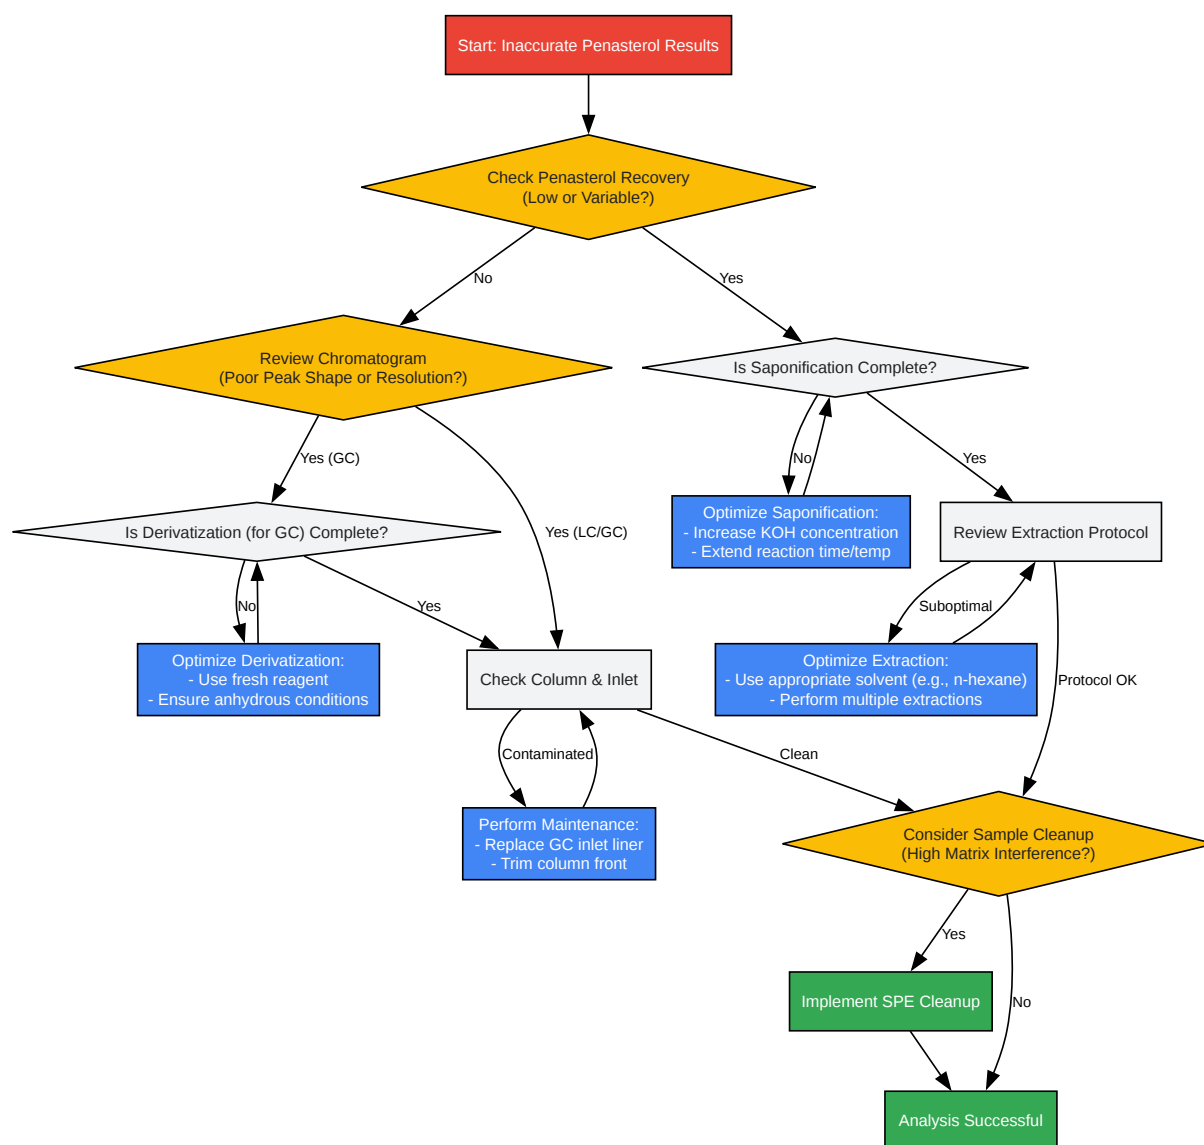 Start: Inaccurate Penasterol Results
Check Penasterol Recovery
(Low or Variable?)
No
Yes
Review Chromatogram
(Poor Peak Shape or Resolution?)
Is Saponification Complete?
Yes (GC)
No
Yes
Optimize Saponification:
- Increase KOH concentration
- Extend reaction time/temp
Review Extraction Protocol
Is Derivatization (for GC) Complete?
Yes (LC/GC)
No
Yes
Suboptimal
Optimize Derivatization:
- Use fresh reagent
- Ensure anhydrous conditions
Check Column & Inlet
Optimize Extraction:
- Use appropriate solvent (e.g., n-hexane)
- Perform multiple extractions
Protocol OK
Contaminated
Clean
Perform Maintenance:
- Replace GC inlet liner
- Trim column front
Consider Sample Cleanup
(High Matrix Interference?)
Yes
Implement SPE Cleanup
No
Analysis Successful